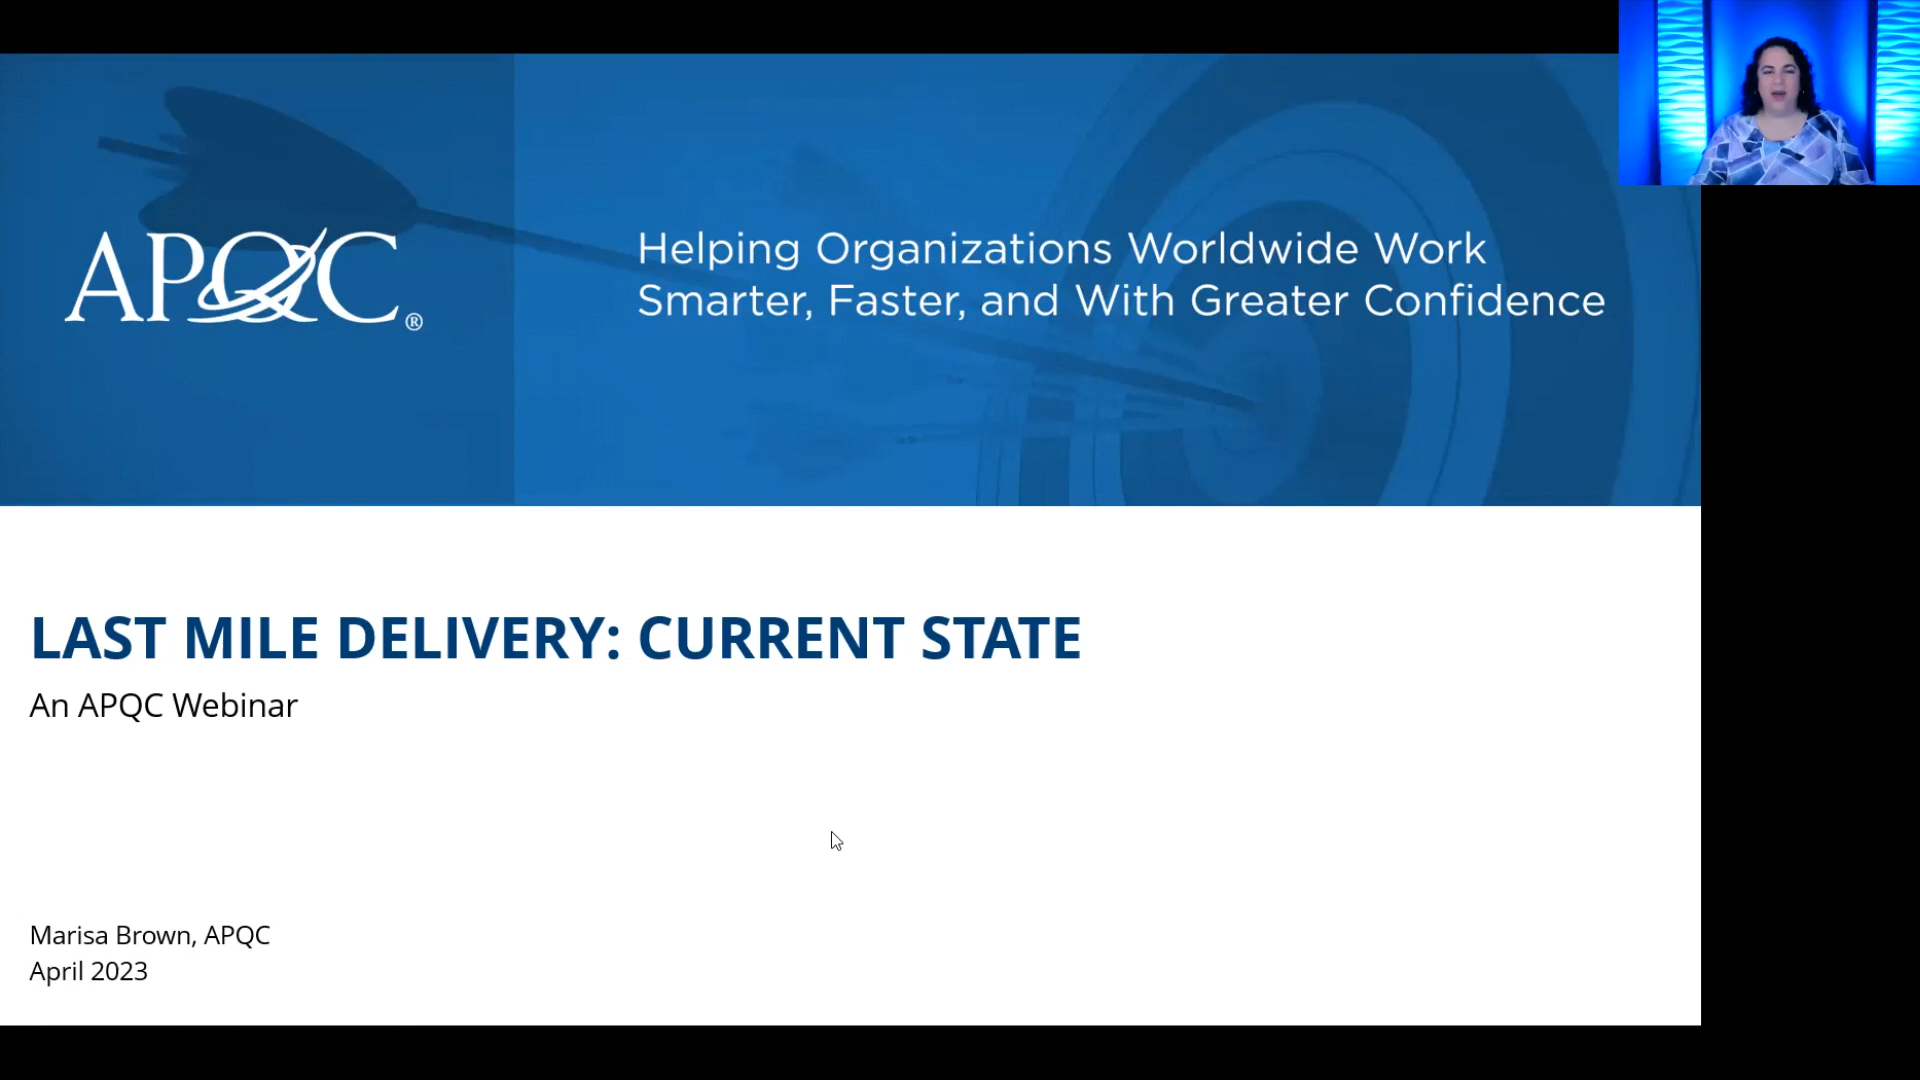 APQC®
Helping Organizations Worldwide Work
Smarter, Faster, and With Greater Confidence
LAST MILE DELIVERY: CURRENT STATE
An APQC Webinar
Marisa Brown, APQC
April 2023